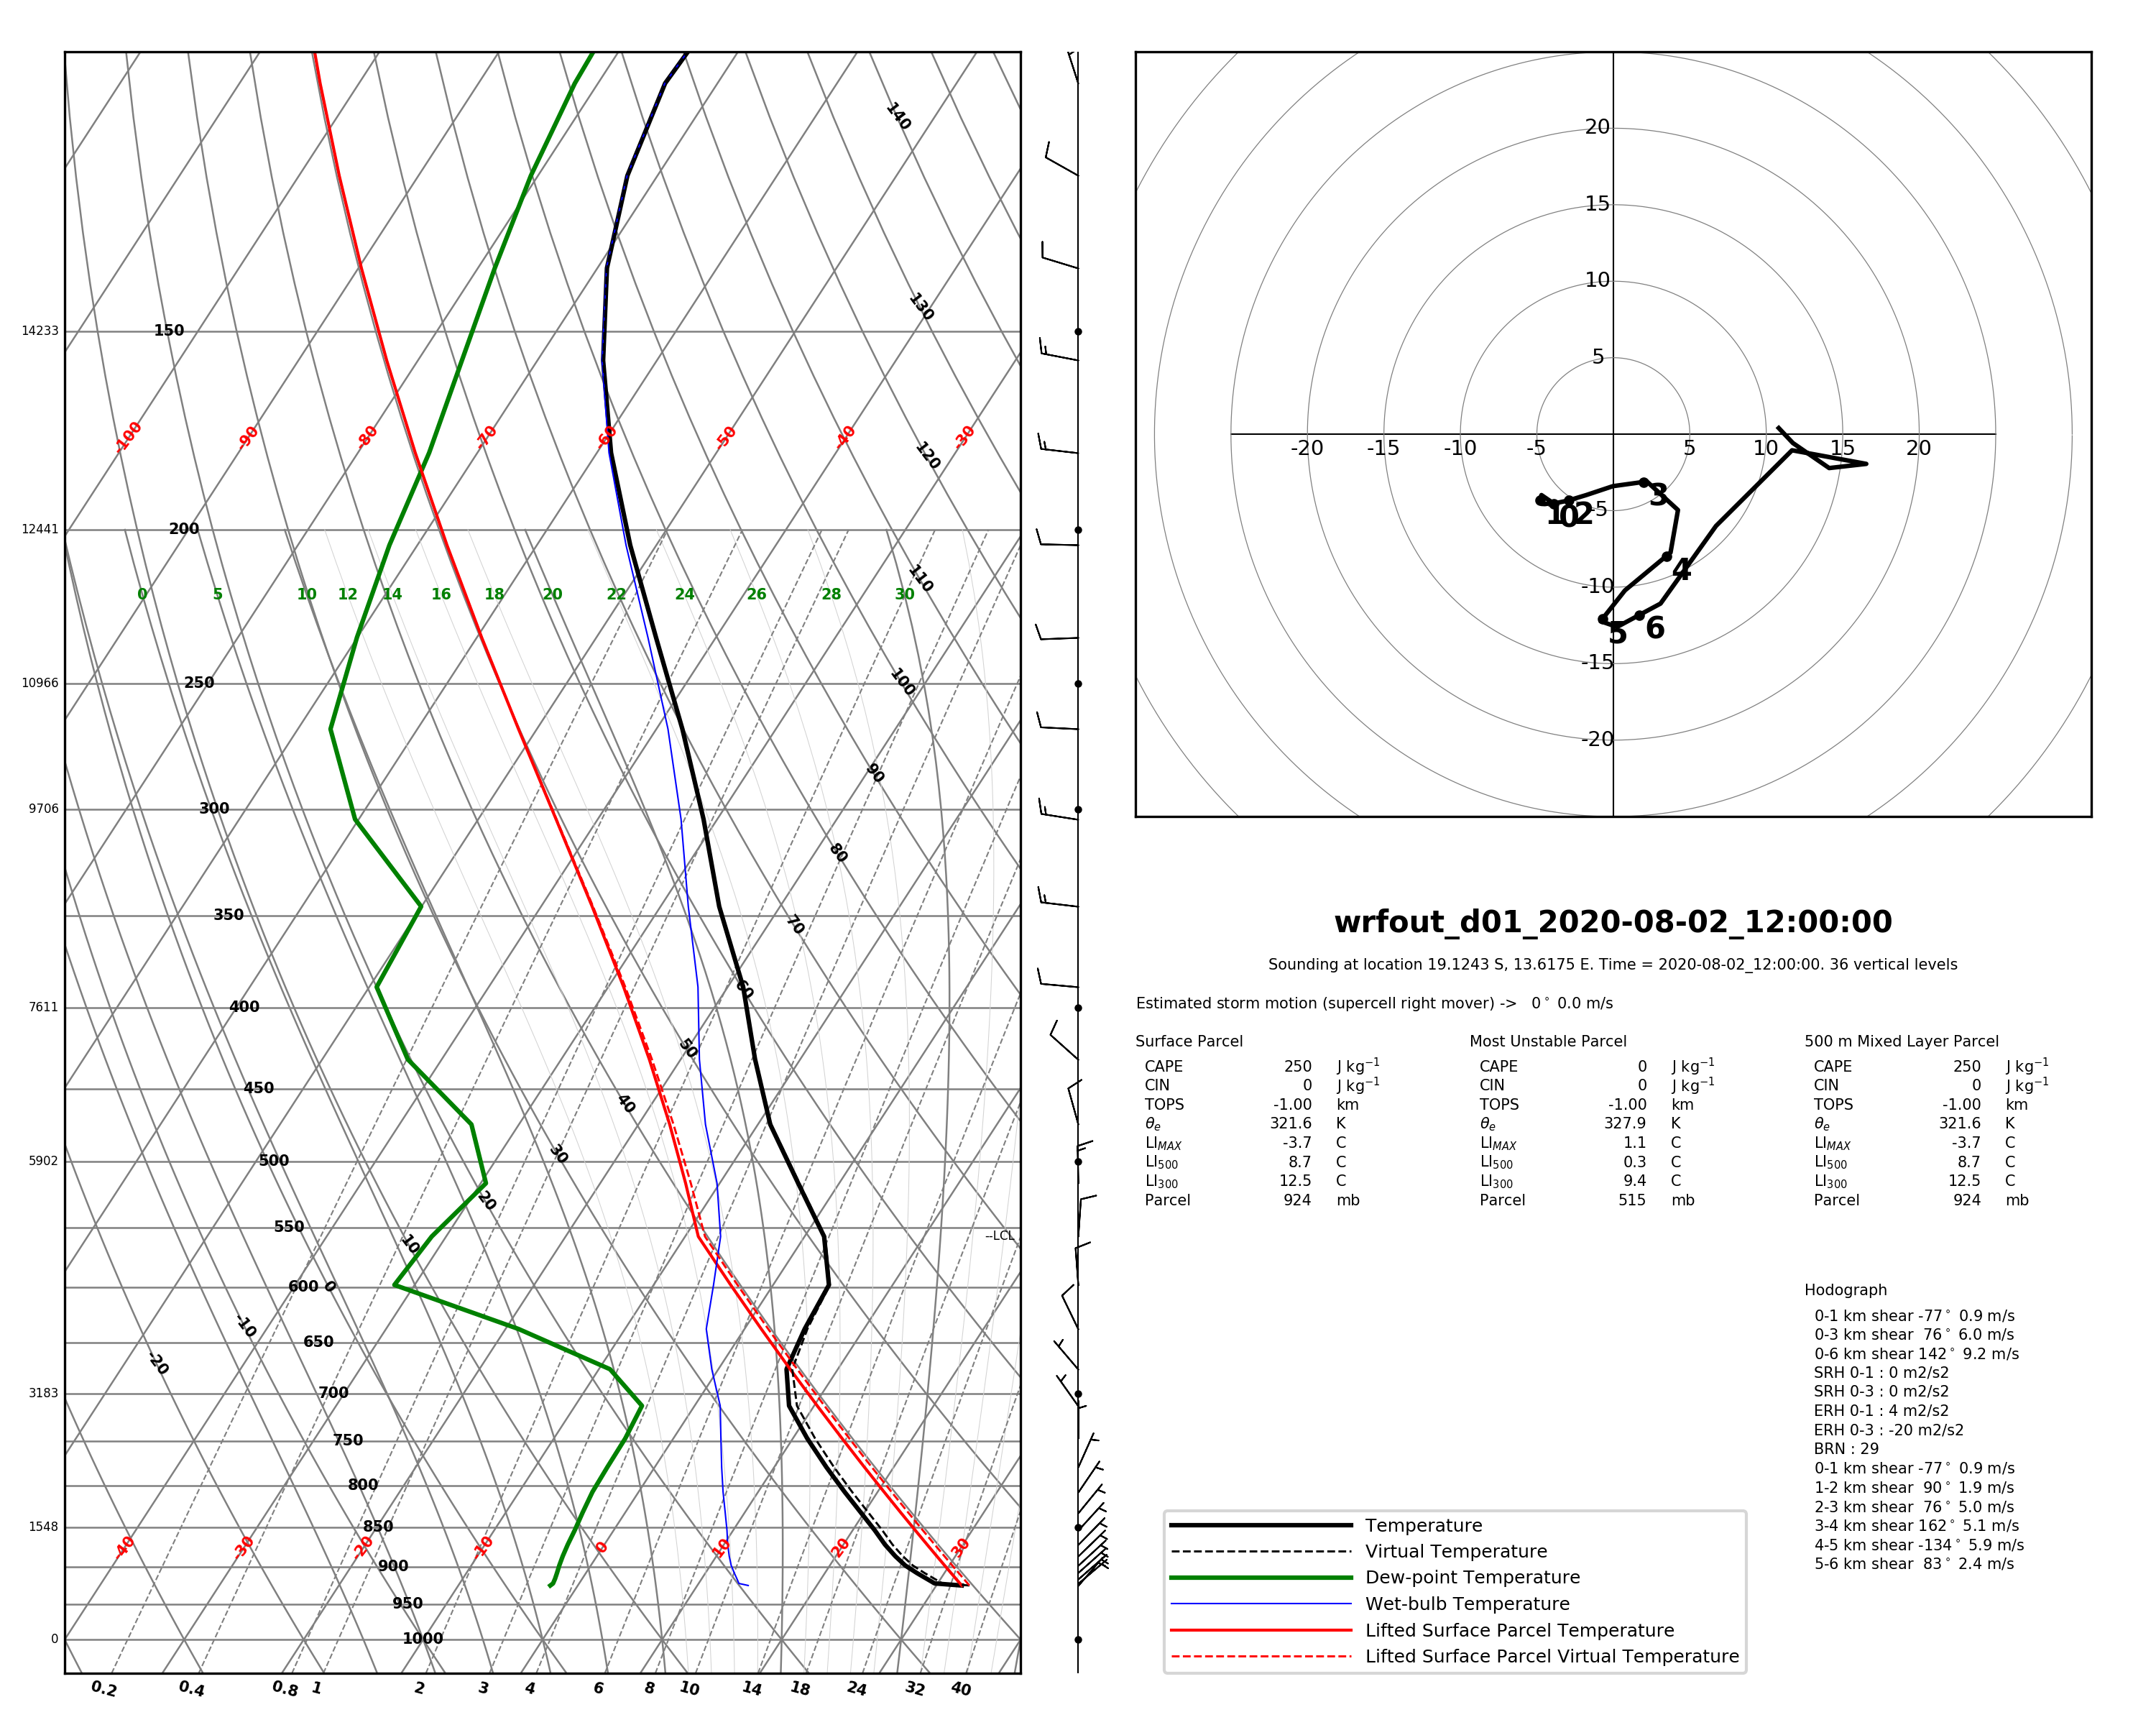 140
130
14233 150
-100 -90 -80 -70 -60 -50 -40 -30
120
12441 200
110
0 5 10 12 14 16 18 20 22 24 26 28 30
10966 250 100
90
9706 300
80
350 70
7611 400 60
50
450 40
5902 500 30
20
550 10 --LCL
600 0
650 -10
3183 700 -20
750
800
1548 850
-40 -30 -20 -10 0 10 20 30
900
950
0 1000
0.2 0.4 0.8 1 2 3 4 6 8 10 14 18 24 32 40
20
15
10
5
-20 -15 -10 -5 5 10 15 20
-5
-10
-15
-20
0 1 2 3 4 5 6
wrfout_d01_2020-08-02_12:00:00
Sounding at location 19.1243 S, 13.6175 E. Time = 2020-08-02_12:00:00. 36 vertical levels
Estimated storm motion (supercell right mover) -> 0° 0.0 m/s
Surface Parcel
CAPE 250 J kg⁻¹
CIN 0 J kg⁻¹
TOPS -1.00 km
θe 321.6 K
LIMAX -3.7 C
LI500 8.7 C
LI300 12.5 C
Parcel 924 mb
Most Unstable Parcel
CAPE 0 J kg⁻¹
CIN 0 J kg⁻¹
TOPS -1.00 km
θe 327.9 K
LIMAX 1.1 C
LI500 0.3 C
LI300 9.4 C
Parcel 515 mb
500 m Mixed Layer Parcel
CAPE 250 J kg⁻¹
CIN 0 J kg⁻¹
TOPS -1.00 km
θe 321.6 K
LIMAX -3.7 C
LI500 8.7 C
LI300 12.5 C
Parcel 924 mb
Hodograph
0-1 km shear -77° 0.9 m/s
0-3 km shear 76° 6.0 m/s
0-6 km shear 142° 9.2 m/s
SRH 0-1 : 0 m2/s2
SRH 0-3 : 0 m2/s2
ERH 0-1 : 4 m2/s2
ERH 0-3 : -20 m2/s2
BRN : 29
0-1 km shear -77° 0.9 m/s
1-2 km shear 90° 1.9 m/s
2-3 km shear 76° 5.0 m/s
3-4 km shear 162° 5.1 m/s
4-5 km shear -134° 5.9 m/s
5-6 km shear 83° 2.4 m/s
Temperature
Virtual Temperature
Dew-point Temperature
Wet-bulb Temperature
Lifted Surface Parcel Temperature
Lifted Surface Parcel Virtual Temperature